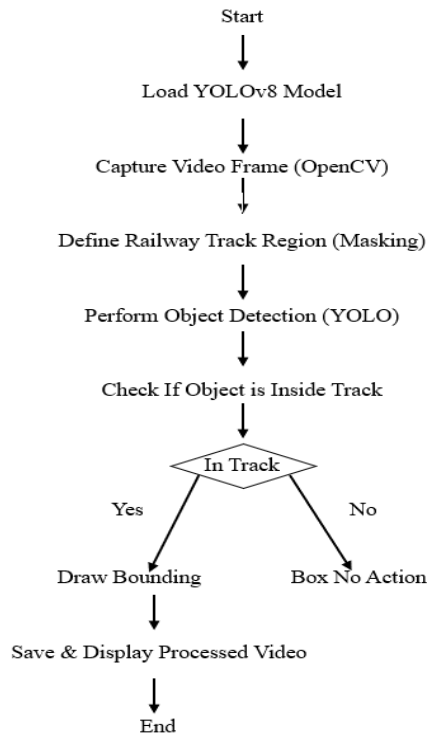 Start
Load YOLOv8 Model
Capture Video Frame (OpenCV)
Define Railway Track Region (Masking)
Perform Object Detection (YOLO)
Check If Object is Inside Track
In Track
Yes
No
Draw Bounding
Box No Action
Save & Display Processed Video
End